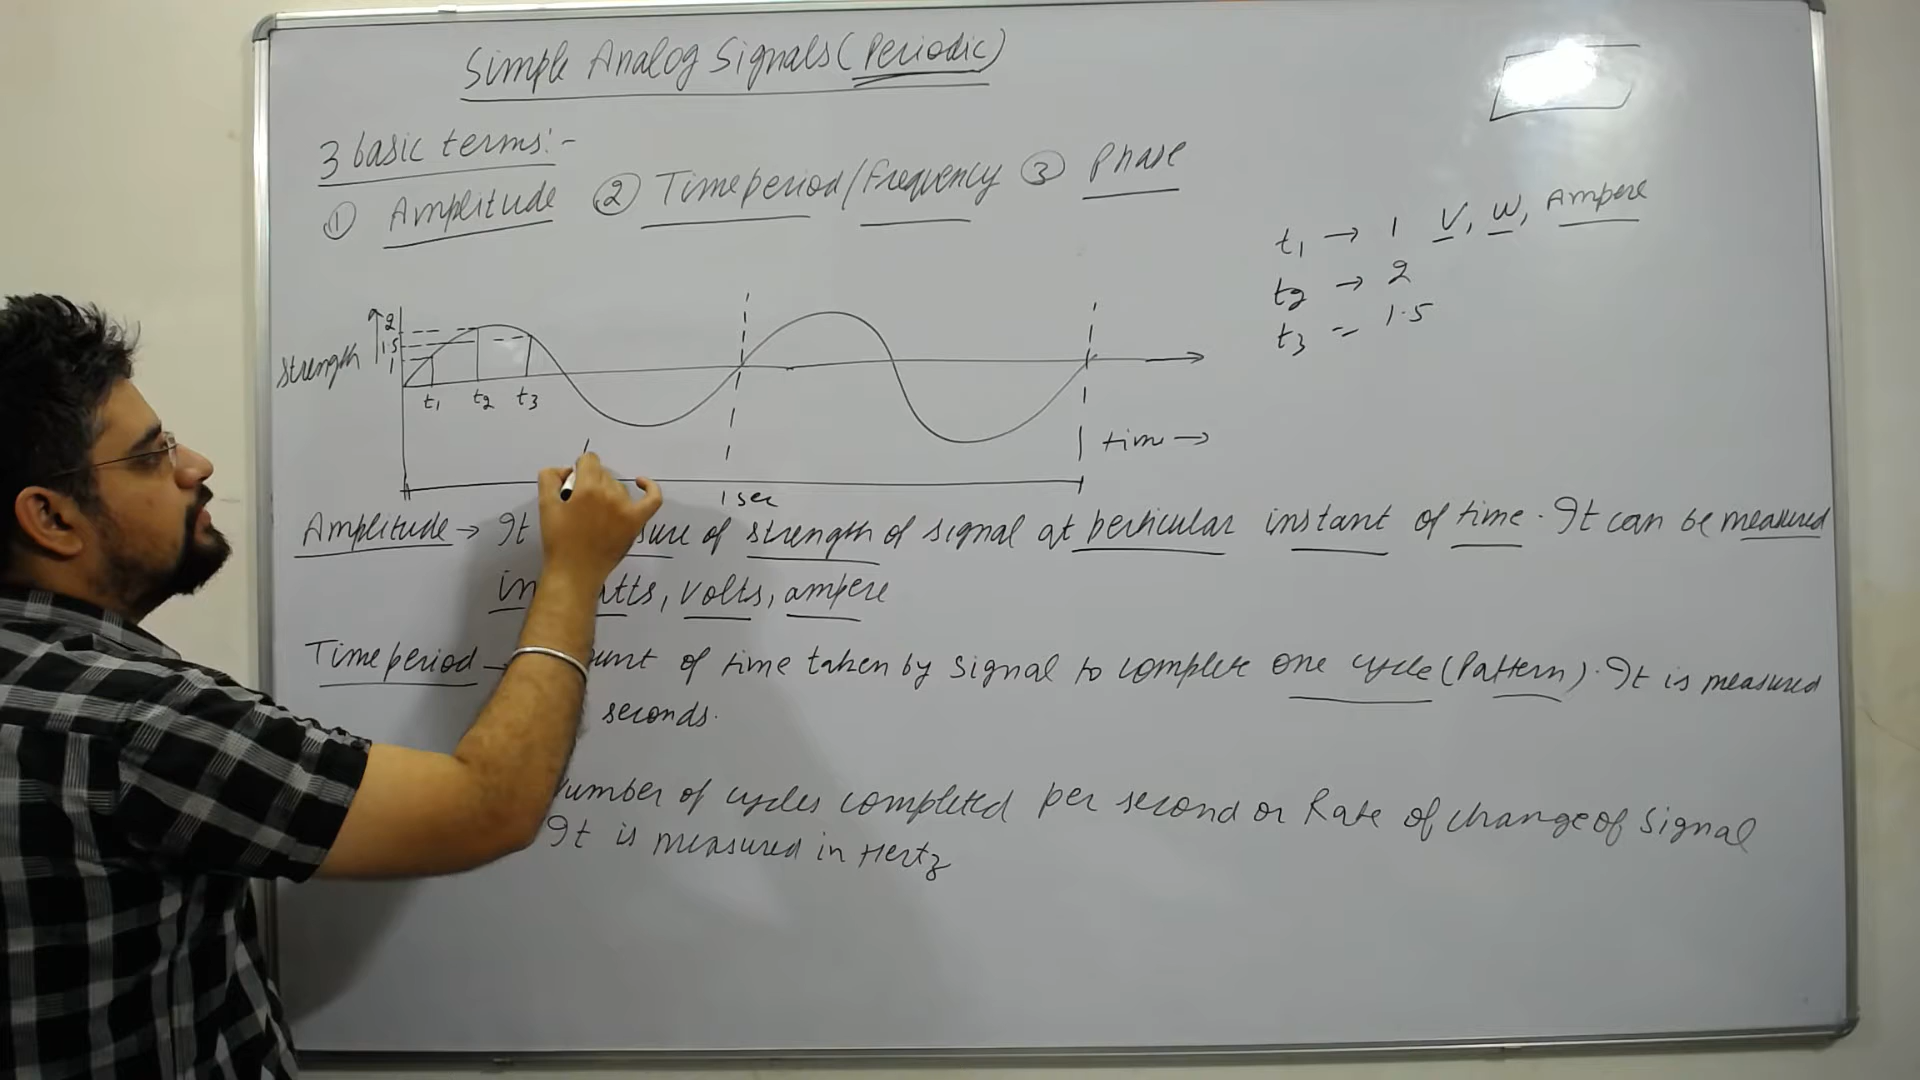 Simple Analog Signals (Periodic)
3 basic terms:-
① Amplitude ② Timeperiod/Frequency ③ Phase
t1 → 1 V, W, Ampere
t2 → 2
t3 → 1.5
2
1.5
1
Strength
t1 t2 t3
time →
1 sec
Amplitude → It of strength of signal at perticular instant of time. It can be measured
in volts, ampere
Timeperiod → of time taken by signal to complete one cycle (Pattern). It is measured
seconds.
Number of cycles completed per second or Rate of change of signal
It is measured in Hertz